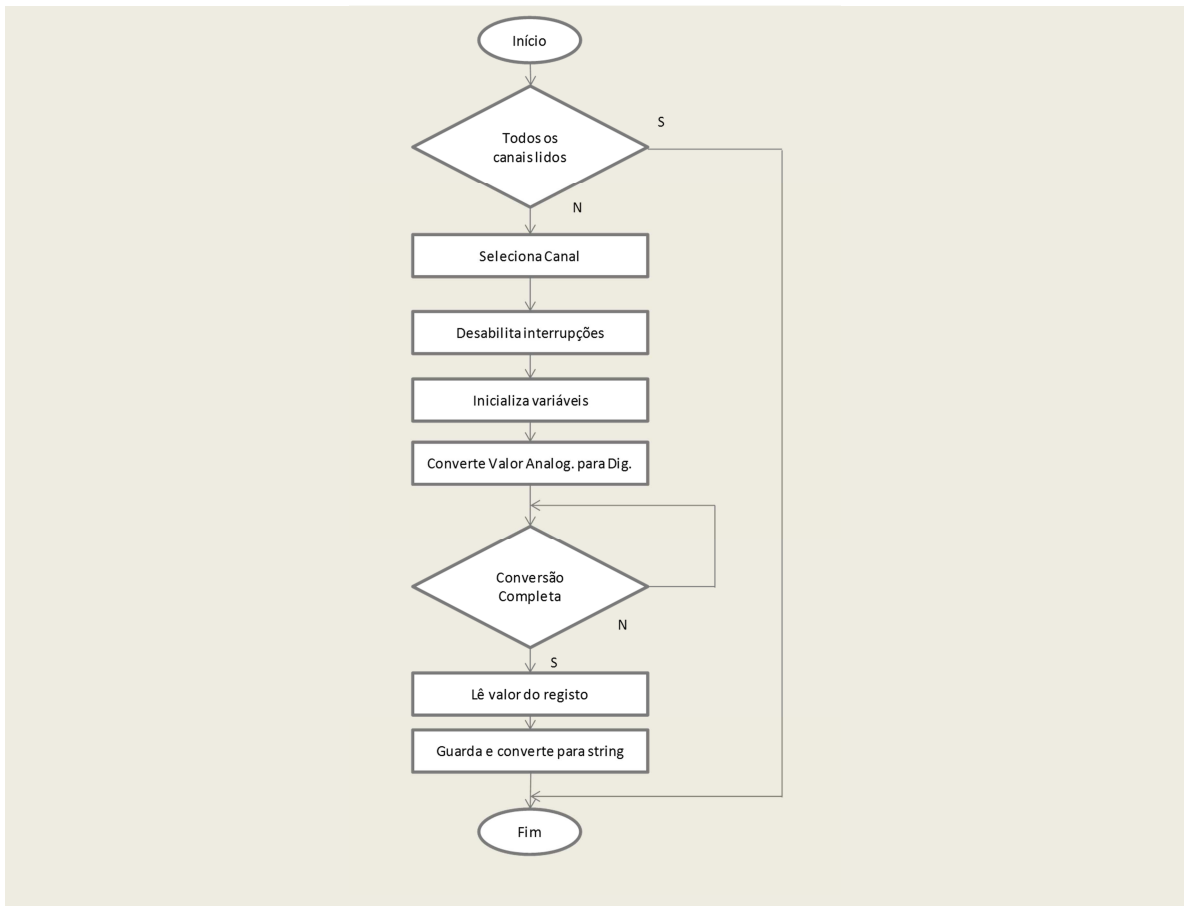 Início
Todos os
canais lidos
S
N
Seleciona Canal
Desabilita interrupções
Inicializa variáveis
Converte Valor Analog. para Dig.
Conversão
Completa
N
S
Lê valor do registo
Guarda e converte para string
Fim